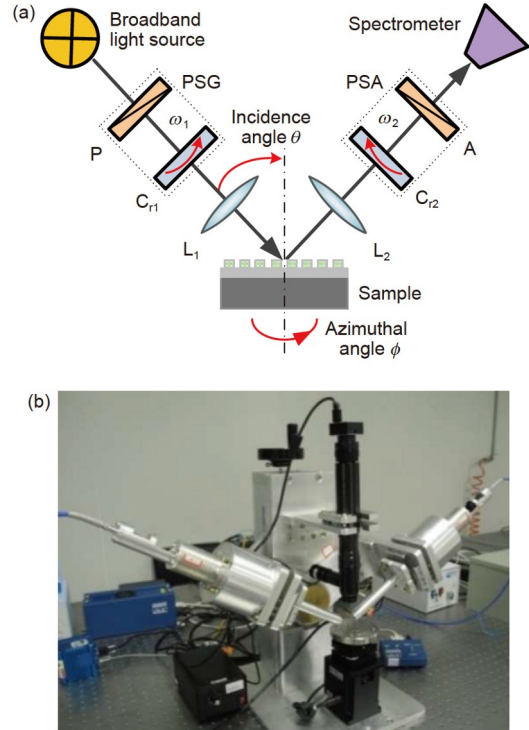 (a)
Broadband
light source
Spectrometer
PSG
PSA
ω1
Incidence
angle θ
ω2
P
A
Cr1
Cr2
L1
L2
Sample
Azimuthal
angle ϕ
(b)